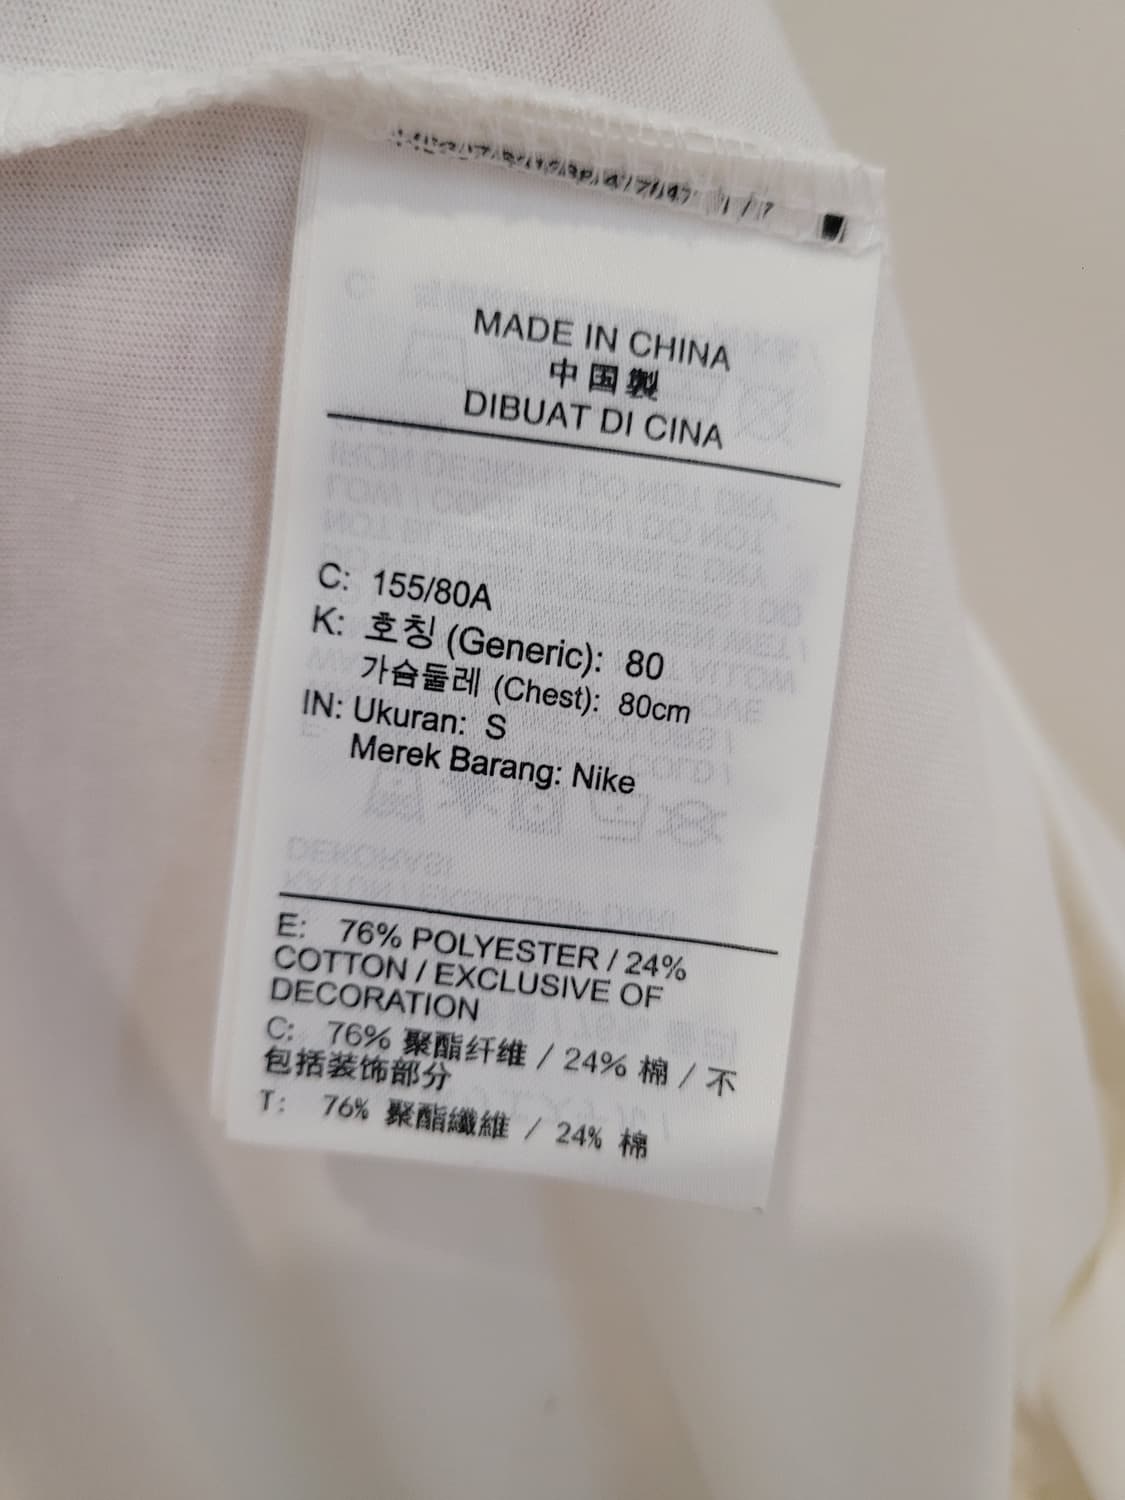 MADE IN CHINA
中国製
DIBUAT DI CINA
C: 155/80A
K: 호칭 (Generic): 80
가슴둘레 (Chest): 80cm
IN: Ukuran: S
Merek Barang: Nike
E: 76% POLYESTER / 24%
COTTON / EXCLUSIVE OF
DECORATION
C: 76% 聚酯纤维 / 24% 棉 / 不
包括装饰部分
T: 76% 聚酯纖維 / 24% 棉